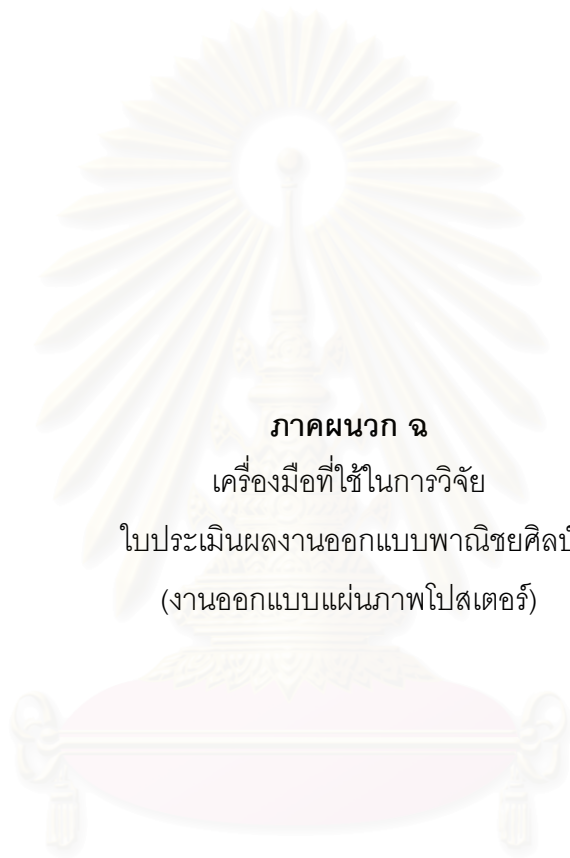 ภาคผนวก ฉ
เครื่องมือที่ใช้ในการวิจัย
ใบประเมินผลงานออกแบบพาณิชยศิลป์
(งานออกแบบแผ่นภาพโปสเตอร์)